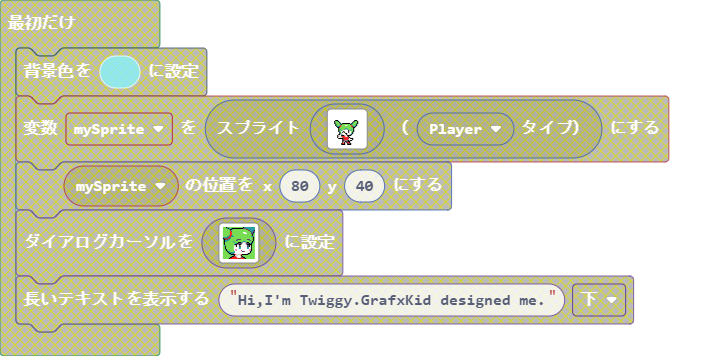 最初だけ
背景色を に設定
変数 mySprite を スプライト ( Player タイプ) にする
mySprite の位置を x 80 y 40 にする
ダイアログカーソルを に設定
長いテキストを表示する "Hi,I'm Twiggy.GrafxKid designed me." 下